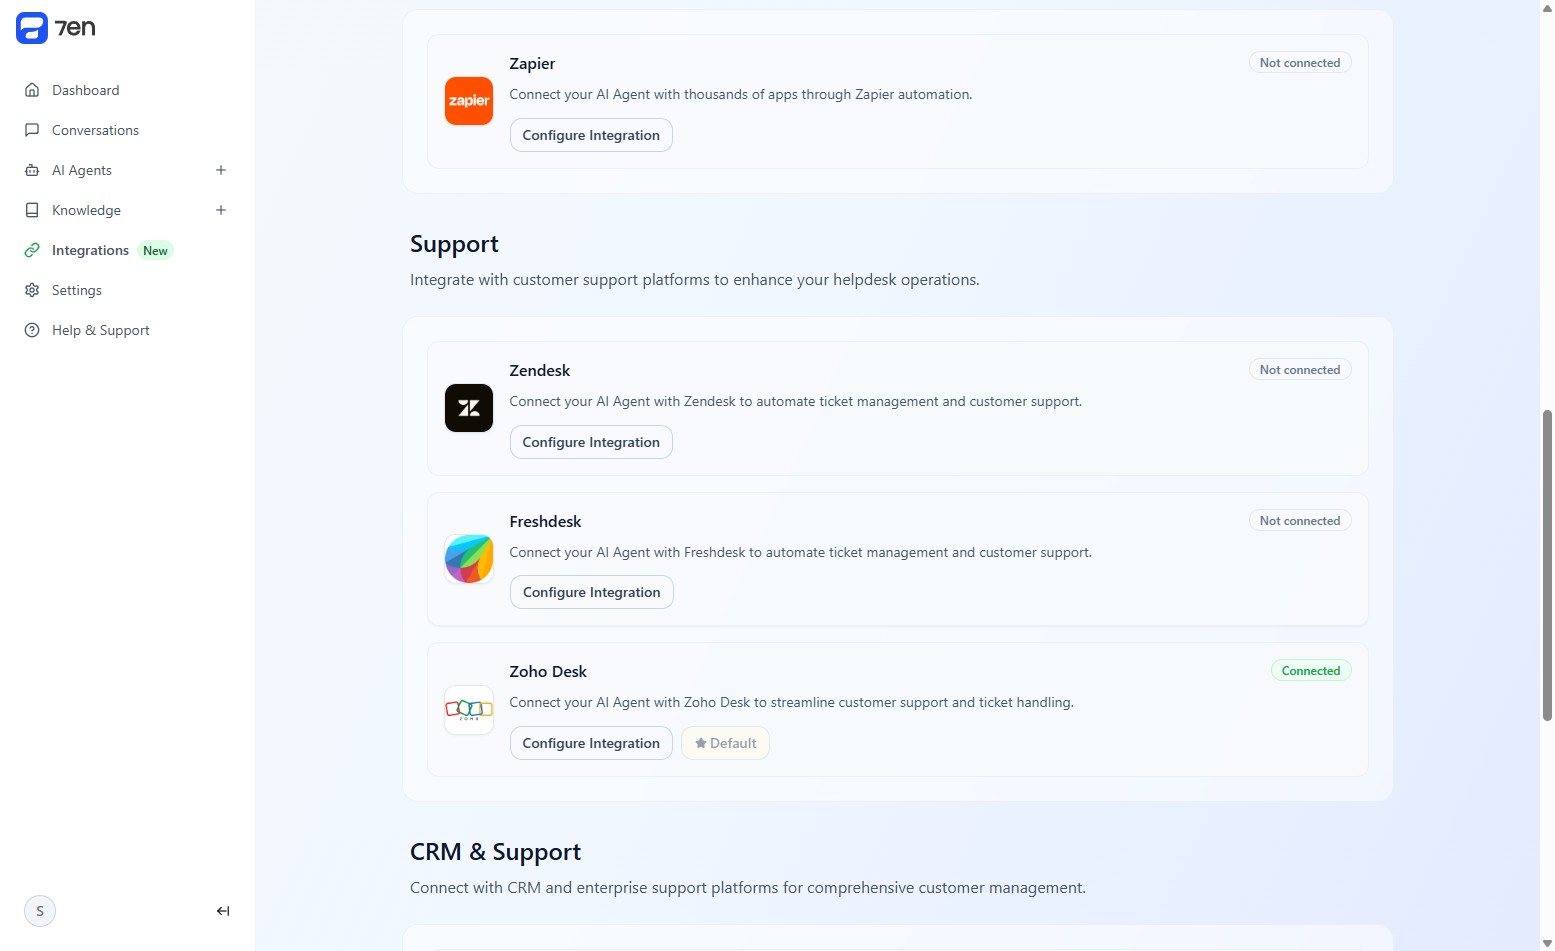 7en
Dashboard
Conversations
AI Agents
Knowledge
Integrations New
Settings
Help & Support
S
Zapier
Not connected
zapier
Connect your AI Agent with thousands of apps through Zapier automation.
Configure Integration
Support
Integrate with customer support platforms to enhance your helpdesk operations.
Zendesk
Not connected
Connect your AI Agent with Zendesk to automate ticket management and customer support.
Configure Integration
Freshdesk
Not connected
Connect your AI Agent with Freshdesk to automate ticket management and customer support.
Configure Integration
Zoho Desk
Connected
ZOHO
Connect your AI Agent with Zoho Desk to streamline customer support and ticket handling.
Configure Integration
Default
CRM & Support
Connect with CRM and enterprise support platforms for comprehensive customer management.